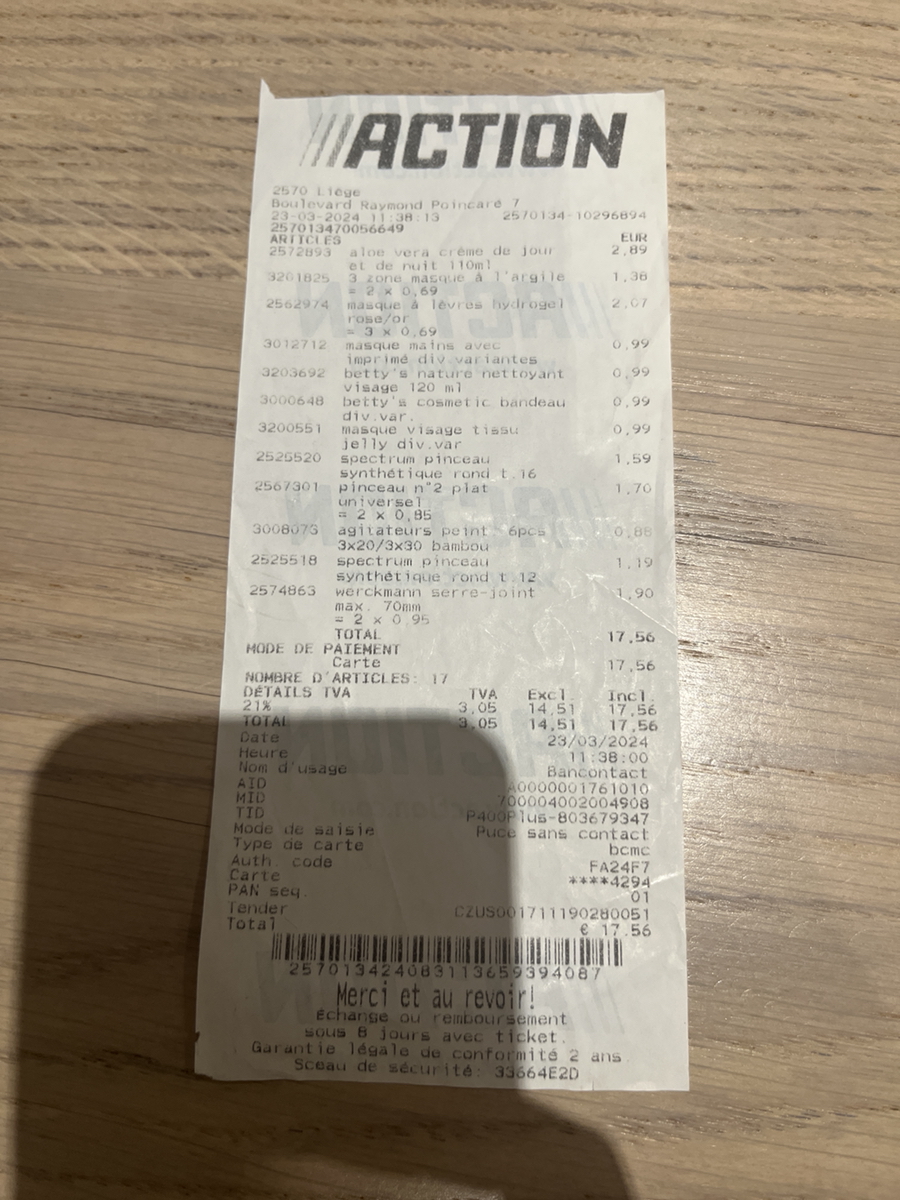 ACTION
2570 Liège
Boulevard Raymond Poincaré 7
23-03-2024 11:38:13 2570134-10296894
257013470056649
ARTICLES EUR
2572893 aloe vera crème de jour 2,89
et de nuit 110ml
3201825 3 zone masque à l'argile 1,38
= 2 x 0,69
2562974 masque à lèvres hydrogel 2,07
rose/or
= 3 x 0,69
3012712 masque mains avec 0,99
imprimé div.variantes
3203692 betty's nature nettoyant 0,99
visage 120 ml
3000648 betty's cosmetic bandeau 0,99
div.var.
3200551 masque visage tissu 0,99
jelly div.var
2525520 spectrum pinceau 1,59
synthétique rond t.16
2567301 pinceau n°2 plat 1,70
universel
= 2 x 0,85
3008073 agitateurs peint. 6pcs 0,88
3x20/3x30 bambou
2525518 spectrum pinceau 1,19
synthétique rond t.12
2574863 werckmann serre-joint 1,90
max. 70mm
= 2 x 0,95
TOTAL 17,56
MODE DE PAIEMENT
Carte 17,56
NOMBRE D'ARTICLES: 17
DÉTAILS TVA TVA Excl. Incl.
21% 3,05 14,51 17,56
TOTAL 3,05 14,51 17,56
Date 23/03/2024
Heure 11:38:00
Nom d'usage Bancontact
AID A0000001761010
MID 700004002004908
TID P400Plus-803679347
Mode de saisie Puce sans contact
Type de carte bcmc
Auth. code FA24F7
Carte ****4294
PAN seq. 01
Tender CZUS001711190280051
Total € 17.56
257013424083113659394087
Merci et au revoir!
Échange ou remboursement
sous 8 jours avec ticket.
Garantie légale de conformité 2 ans.
Sceau de sécurité: 33664E2D